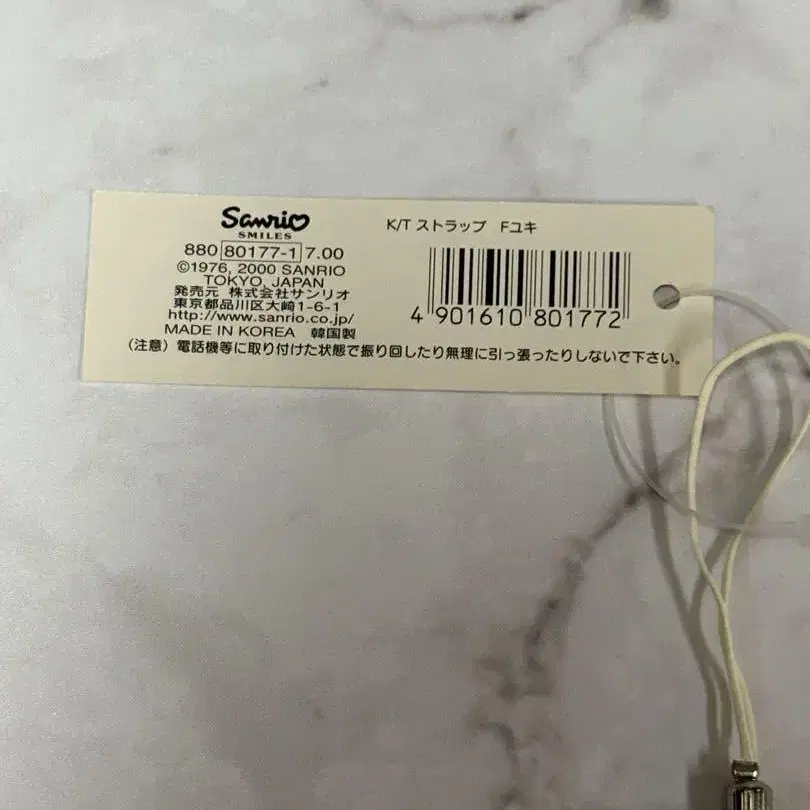 Sanrio
SMILES
880 80177-1 7.00
©1976, 2000 SANRIO
TOKYO, JAPAN
発売元 株式会社サンリオ
東京都品川区大崎1-6-1
http://www.sanrio.co.jp/
MADE IN KOREA 韓国製
K/T ストラップ Fユキ
4 901610 801772
（注意）電話機等に取り付けた状態で振り回したり無理に引っ張ったりしないで下さい。